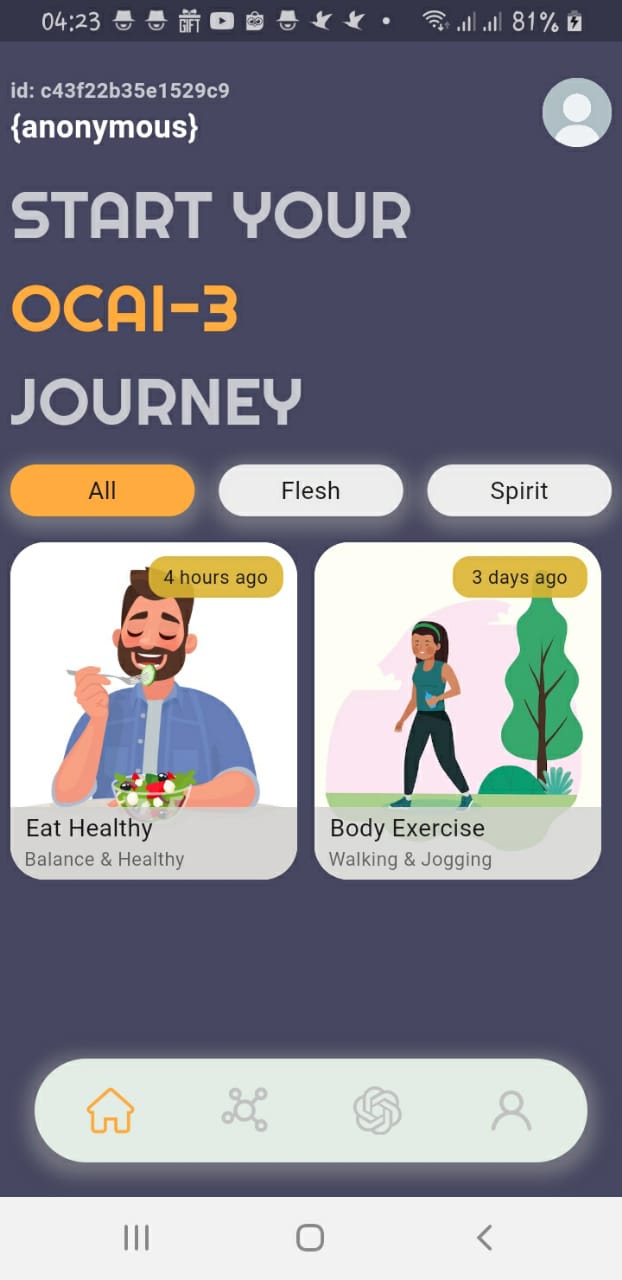 04:23 GIFT 81%
id: c43f22b35e1529c9
{anonymous}
START YOUR
OCAI-3
JOURNEY
All Flesh Spirit
4 hours ago 3 days ago
Eat Healthy Body Exercise
Balance & Healthy Walking & Jogging